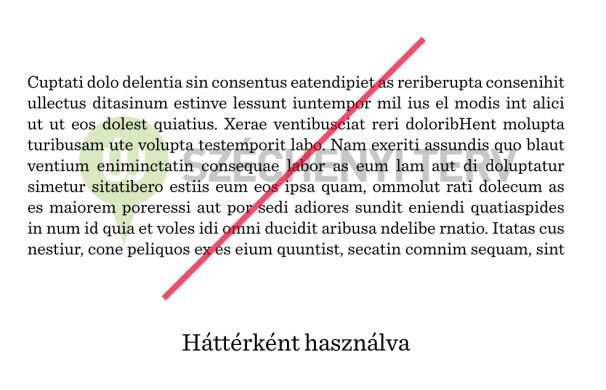 Cuptati dolo delentia sin consentus eatendipiet as reriberupta consenihit
ullectus ditasinum estinve lessunt iuntempor mil ius el modis int alici
ut ut eos dolest quiatius. Xerae ventibusciat reri doloribHent molupta
turibusam ute volupta testemporit labo. Nam exeriti assundis quo blaut
ventium eniminctatin consequae labor as eum lam aut di doluptatur
simetur sitatibero estiis eum eos ipsa quam, ommolut rati dolecum as
es maiorem poreressi aut por sedi adiores sundit eniendi quatiaspides
in num id quia et voles idi omni ducidit aribusa ndelibe rnatio. Itatas cus
nestiur, cone peliquos ex es eium quuntist, secatin comnim sequam, sint
ÚJ SZÉCHENYI TERV
Háttérként használva